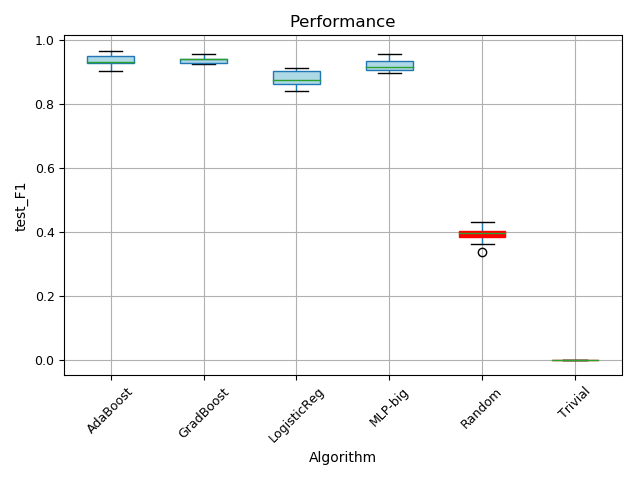 Performance
1.0
0.8
0.6
0.4
0.2
0.0
test_F1
AdaBoost
GradBoost
LogisticReg
MLP-big
Random
Trivial
Algorithm